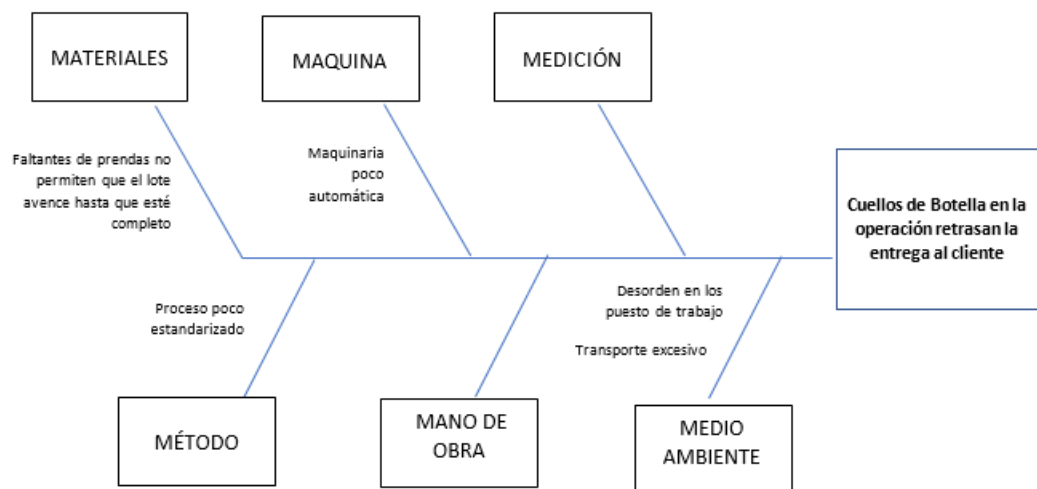 MATERIALES
MAQUINA
MEDICIÓN
Faltantes de prendas no
permiten que el lote
avence hasta que esté
completo
Maquinaria
poco
automática
Cuellos de Botella en la
operación retrasan la
entrega al cliente
Proceso poco
estandarizado
Desorden en los
puesto de trabajo
Transporte excesivo
MÉTODO
MANO DE
OBRA
MEDIO
AMBIENTE